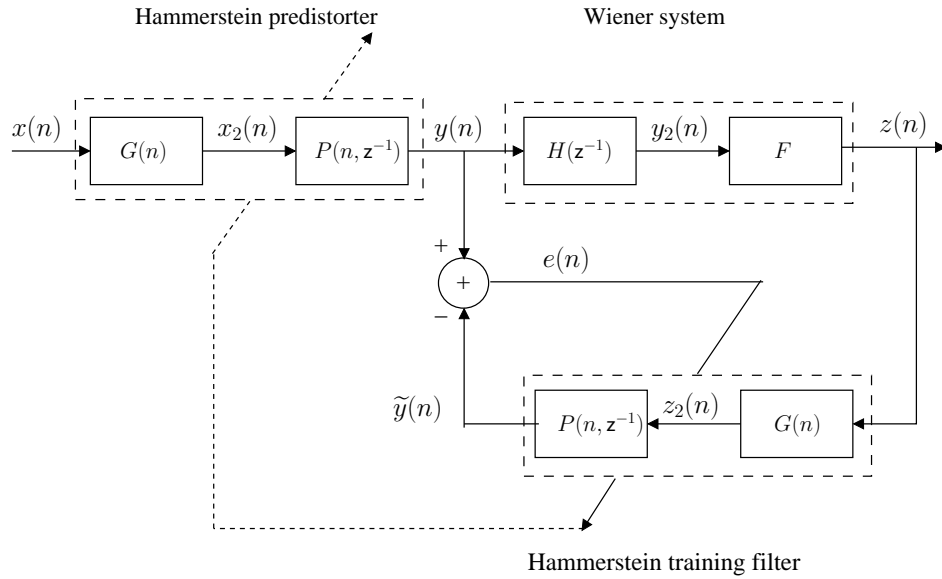 Hammerstein predistorter
Wiener system
x(n)
G(n)
x₂(n)
P(n, z⁻¹)
y(n)
H(z⁻¹)
y₂(n)
F
z(n)
+
+
−
e(n)
ỹ(n)
P(n, z⁻¹)
z₂(n)
G(n)
Hammerstein training filter